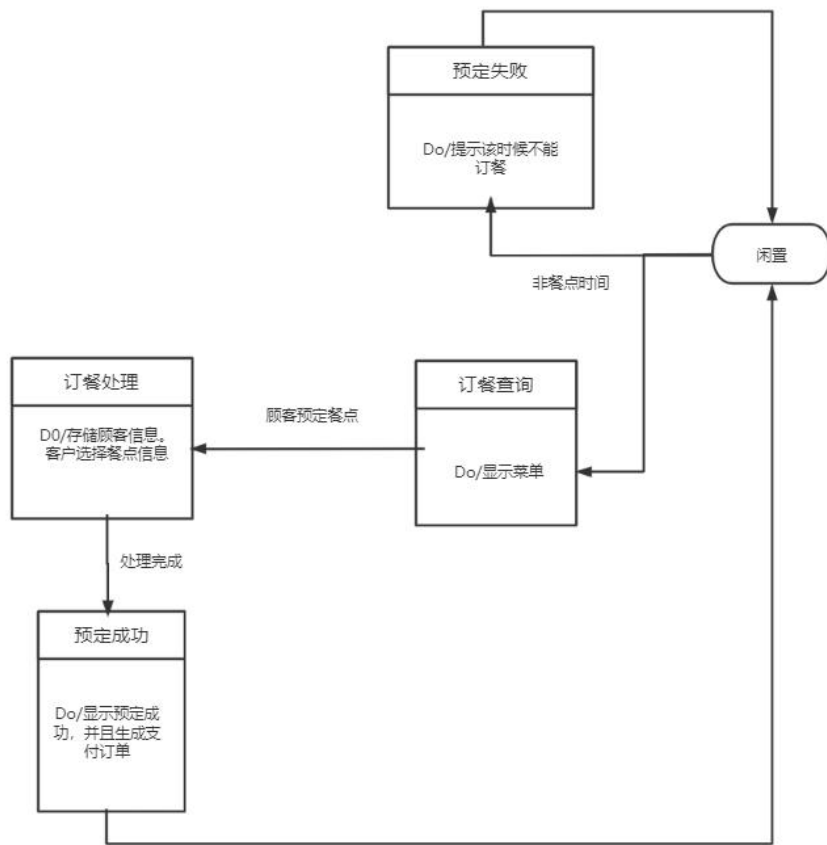 预定失败
Do/提示该时候不能
订餐
闲置
非餐点时间
订餐处理
D0/存储顾客信息。
客户选择餐点信息
顾客预定餐点
订餐查询
Do/显示菜单
处理完成
预定成功
Do/显示预定成
功，并且生成支
付订单